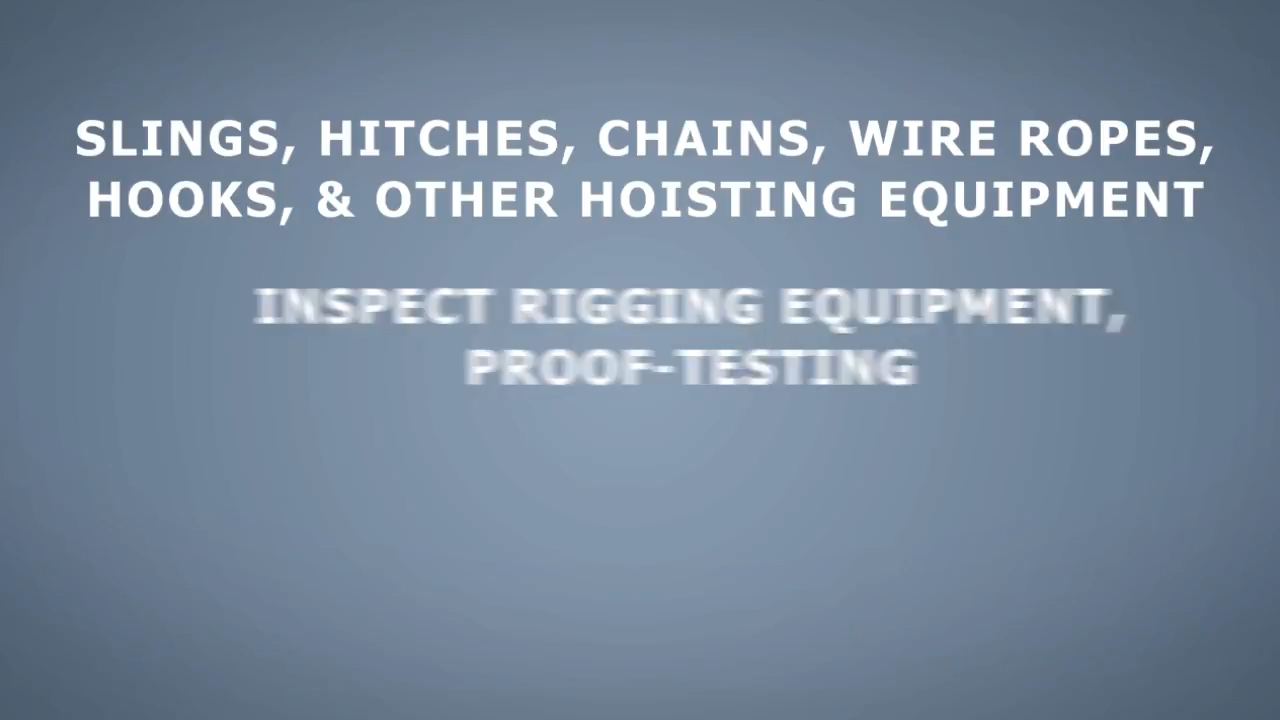 SLINGS, HITCHES, CHAINS, WIRE ROPES,
HOOKS, & OTHER HOISTING EQUIPMENT
INSPECT RIGGING EQUIPMENT,
PROOF-TESTING